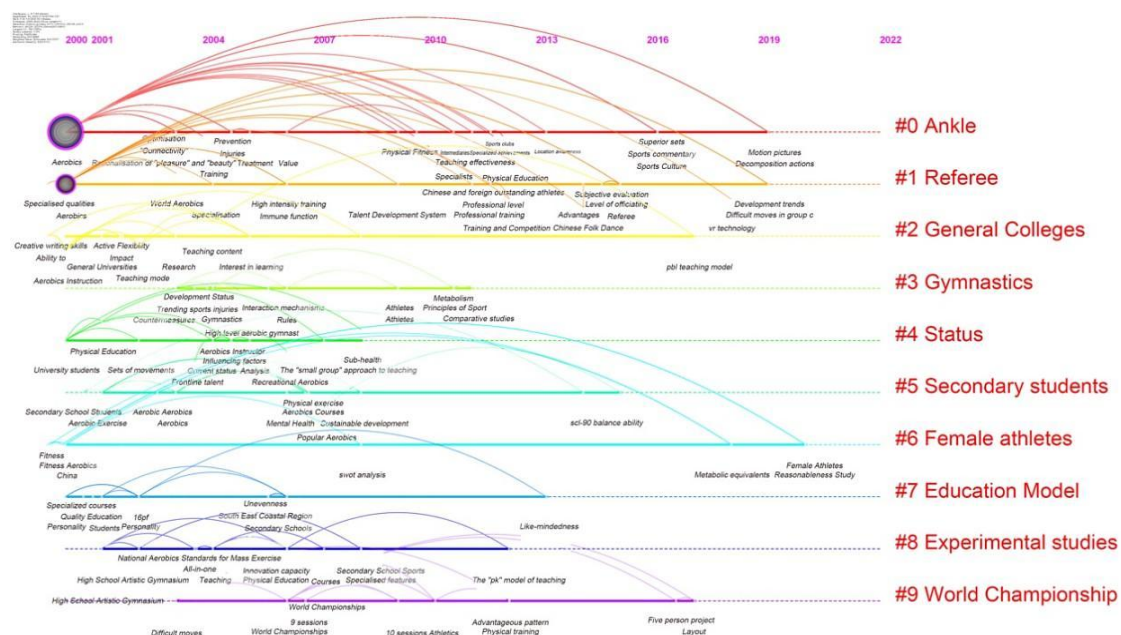 2000 2001 2004 2007 2010 2013 2016 2019 2022
#0 Ankle
Prevention
"Connectivity"
Injuries
Aerobics
"pleasure" and "beauty" Treatment Value
Training
Physical Fitness
Sports clubs
Teaching effectiveness
Specialists Physical Education
Superior sets
Sports commentary
Sports Culture
Motion pictures
Decomposition actions
#1 Referee
Specialised qualities
Aerobics
World Aerobics
Specialisation
High intensity training
Immune function
Talent Development System
Chinese and foreign outstanding athletes
Professional level
Professional training
Training and Competition Chinese Folk Dance
Subjective evaluation
Level of officiating
Advantages Referee
Development trends
Difficult moves in group c
vr technology
#2 General Colleges
Creative writing skills Active Flexibility
Ability to Impact
General Universities
Aerobics Instruction
Teaching mode
Teaching content
Research Interest in learning
pbl teaching model
#3 Gymnastics
Development Status
Trending sports injuries Interaction mechanisms
Countermeasures Gymnastics Rules
High level aerobic gymnast
Metabolism
Athletes Principles of Sport
Athletes Comparative studies
#4 Status
Physical Education
Aerobics Instructor
Influencing factors
University students Sets of movements Current status Analysis
Sub-health
The "small group" approach to teaching
Frontline talent Recreational Aerobics
#5 Secondary students
Secondary School Students Aerobic Aerobics
Aerobic Exercise Aerobics
Physical exercise
Aerobics Courses
Mental Health Sustainable development
Popular Aerobics
scl-90 balance ability
#6 Female athletes
Fitness
Fitness Aerobics
China
swot analysis
Female Athletes
Metabolic equivalents Reasonableness Study
#7 Education Model
Specialized courses
Quality Education 16pf
Personality Students Personality
Unevenness
South East Coastal Region
Secondary Schools
Like-mindedness
#8 Experimental studies
National Aerobics Standards for Mass Exercise
All-in-one
High School Artistic Gymnasium Teaching
Innovation capacity
Physical Education Courses
Secondary School Sports
Specialised features
The "pk" model of teaching
#9 World Championship
High School Artistic Gymnasium
World Championships
Difficult moves
9 sessions
World Championships
10 sessions Athletics
Advantageous pattern
Physical training
Five person project
Layout